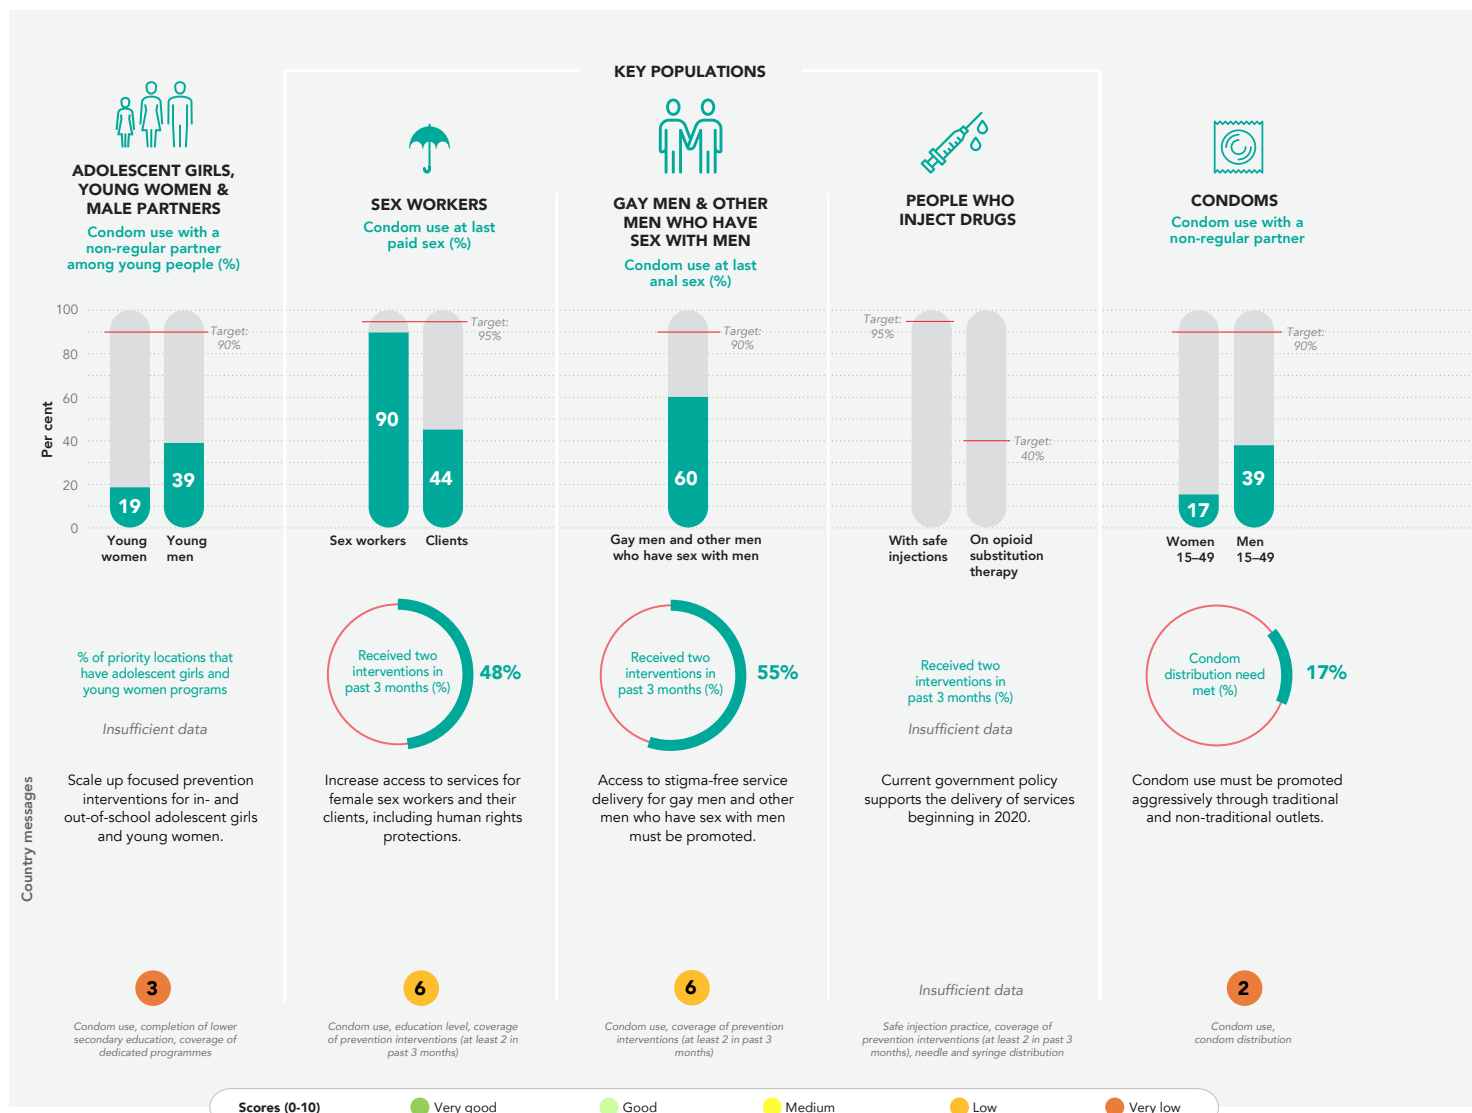 KEY POPULATIONS
ADOLESCENT GIRLS,
YOUNG WOMEN &
MALE PARTNERS
Condom use with a
non-regular partner
among young people (%)
SEX WORKERS
Condom use at last
paid sex (%)
GAY MEN & OTHER
MEN WHO HAVE
SEX WITH MEN
Condom use at last
anal sex (%)
PEOPLE WHO
INJECT DRUGS
CONDOMS
Condom use with a
non-regular partner
Per cent
100
80
60
40
20
0
Target:
90%
19
39
Young
women
Young
men
Target:
95%
90
44
Sex workers
Clients
Target:
90%
60
Gay men and other men
who have sex with men
Target:
95%
Target:
40%
With safe
injections
On opioid
substitution
therapy
Target:
90%
17
39
Women
15–49
Men
15–49
% of priority locations that
have adolescent girls and
young women programs
Insufficient data
Received two
interventions in
past 3 months (%)
48%
Received two
interventions in
past 3 months (%)
55%
Received two
interventions in
past 3 months (%)
Insufficient data
Condom
distribution need
met (%)
17%
Country messages
Scale up focused prevention
interventions for in- and
out-of-school adolescent girls
and young women.
Increase access to services for
female sex workers and their
clients, including human rights
protections.
Access to stigma-free service
delivery for gay men and other
men who have sex with men
must be promoted.
Current government policy
supports the delivery of services
beginning in 2020.
Condom use must be promoted
aggressively through traditional
and non-traditional outlets.
3
6
6
Insufficient data
2
Condom use, completion of lower
secondary education, coverage of
dedicated programmes
Condom use, education level, coverage
of prevention interventions (at least 2 in
past 3 months)
Condom use, coverage of prevention
interventions (at least 2 in past 3
months)
Safe injection practice, coverage of
prevention interventions (at least 2 in past 3
months), needle and syringe distribution
Condom use,
condom distribution
Scores (0-10)
Very good
Good
Medium
Low
Very low